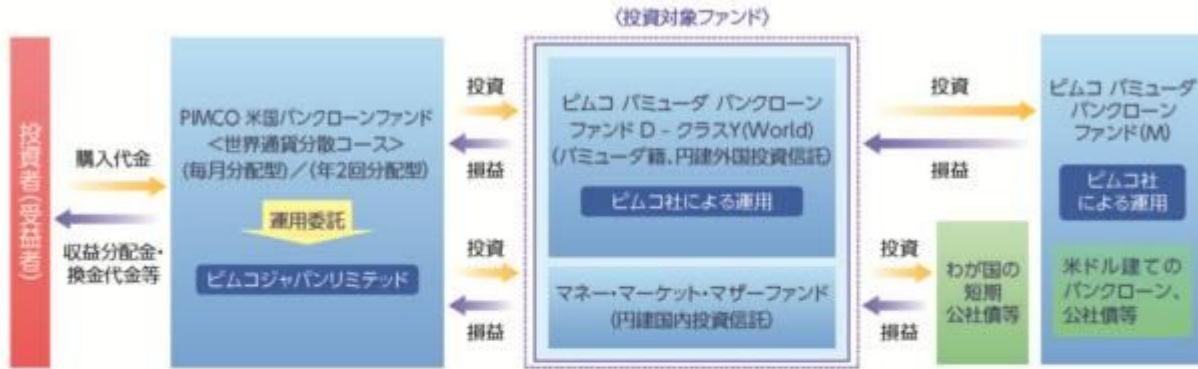 〈投資対象ファンド〉
投資者(受益者)
購入代金
収益分配金・
換金代金等
PIMCO 米国バンクローンファンド
<世界通貨分散コース>
(毎月分配型)/(年2回分配型)
運用委託
ピムコジャパンリミテッド
投資
損益
投資
損益
ピムコ バミューダ バンクローン
ファンド D - クラスY(World)
(バミューダ籍、円建外国投資信託)
ピムコ社による運用
マネー・マーケット・マザーファンド
(円建国内投資信託)
投資
損益
投資
損益
わが国の
短期
公社債等
ピムコ バミューダ
バンクローン
ファンド(M)
ピムコ社
による運用
米ドル建ての
バンクローン、
公社債等